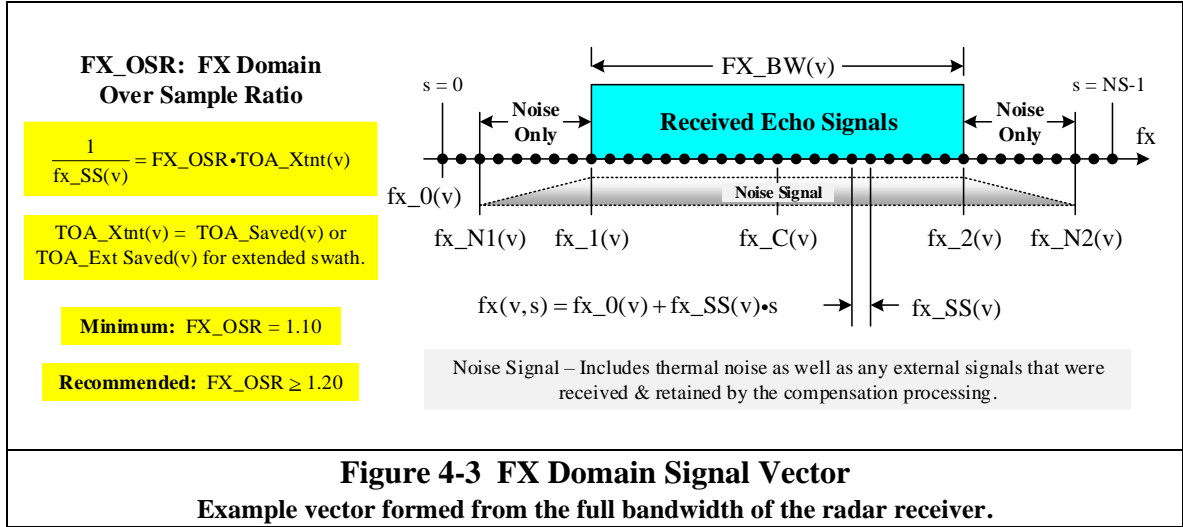 FX_OSR: FX Domain
Over Sample Ratio
1
fx_SS(v)
= FX_OSR•TOA_Xtnt(v)
TOA_Xtnt(v) = TOA_Saved(v) or
TOA_Ext Saved(v) for extended swath.
Minimum: FX_OSR = 1.10
Recommended: FX_OSR ≥ 1.20
FX_BW(v)
s = 0
s = NS-1
Noise
Only
Received Echo Signals
Noise
Only
fx
fx_0(v)
Noise Signal
fx_N1(v)
fx_1(v)
fx_C(v)
fx_2(v)
fx_N2(v)
fx(v, s) = fx_0(v) + fx_SS(v)•s
fx_SS(v)
Noise Signal – Includes thermal noise as well as any external signals that were
received & retained by the compensation processing.
Figure 4-3 FX Domain Signal Vector
Example vector formed from the full bandwidth of the radar receiver.